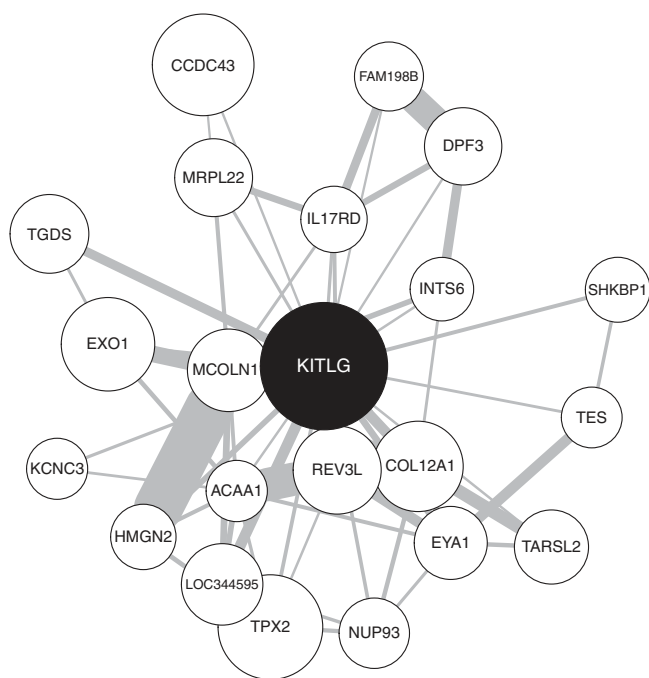 CCDC43
FAM198B
DPF3
MRPL22
IL17RD
TGDS
INTS6
SHKBP1
EXO1
MCOLN1
KITLG
TES
KCNC3
ACAA1
REV3L
COL12A1
HMGN2
EYA1
TARSL2
LOC344595
TPX2
NUP93